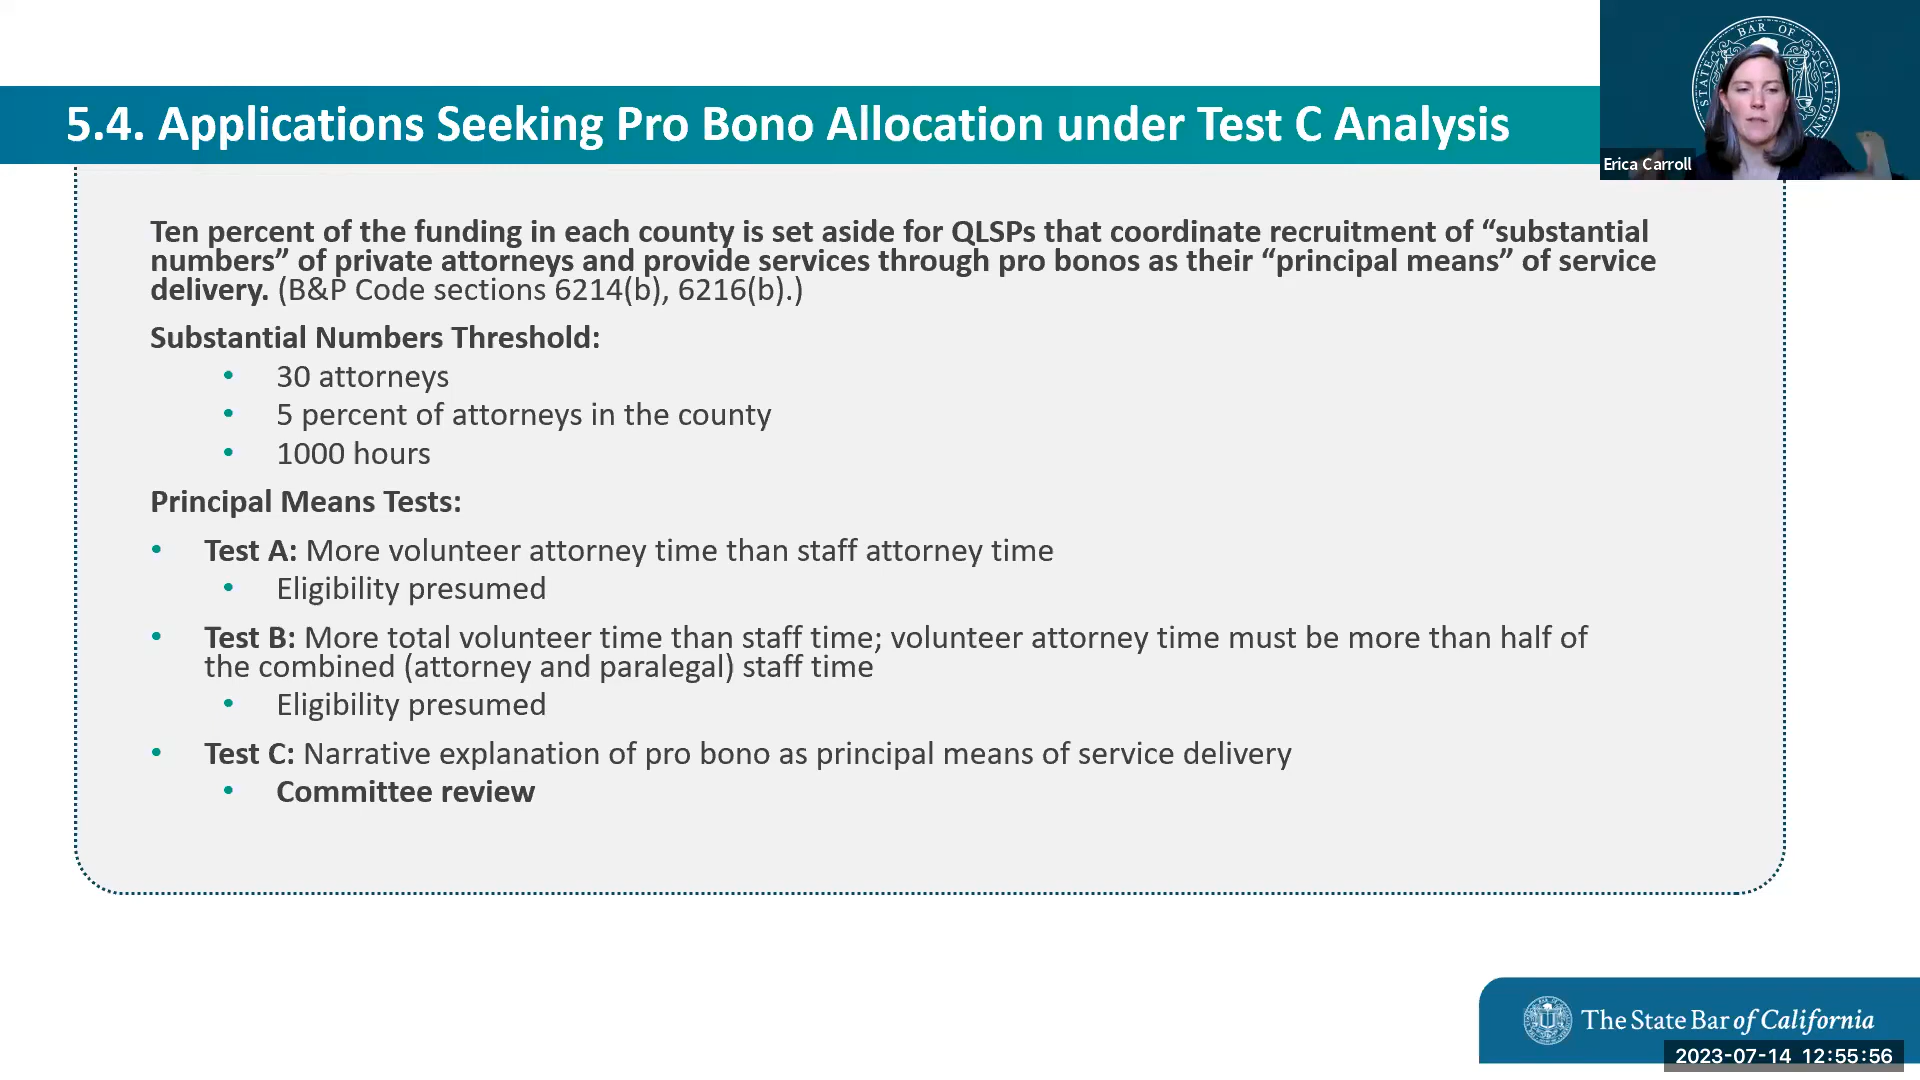 5.4. Applications Seeking Pro Bono Allocation under Test C Analysis
STATE BAR OF CALIFORNIA
Erica Carroll
Ten percent of the funding in each county is set aside for QLSPs that coordinate recruitment of “substantial
numbers” of private attorneys and provide services through pro bonos as their “principal means” of service
delivery. (B&P Code sections 6214(b), 6216(b).)
Substantial Numbers Threshold:
• 30 attorneys
• 5 percent of attorneys in the county
• 1000 hours
Principal Means Tests:
• Test A: More volunteer attorney time than staff attorney time
• Eligibility presumed
• Test B: More total volunteer time than staff time; volunteer attorney time must be more than half of
the combined (attorney and paralegal) staff time
• Eligibility presumed
• Test C: Narrative explanation of pro bono as principal means of service delivery
• Committee review
The State Bar of California
2023-07-14 12:55:56